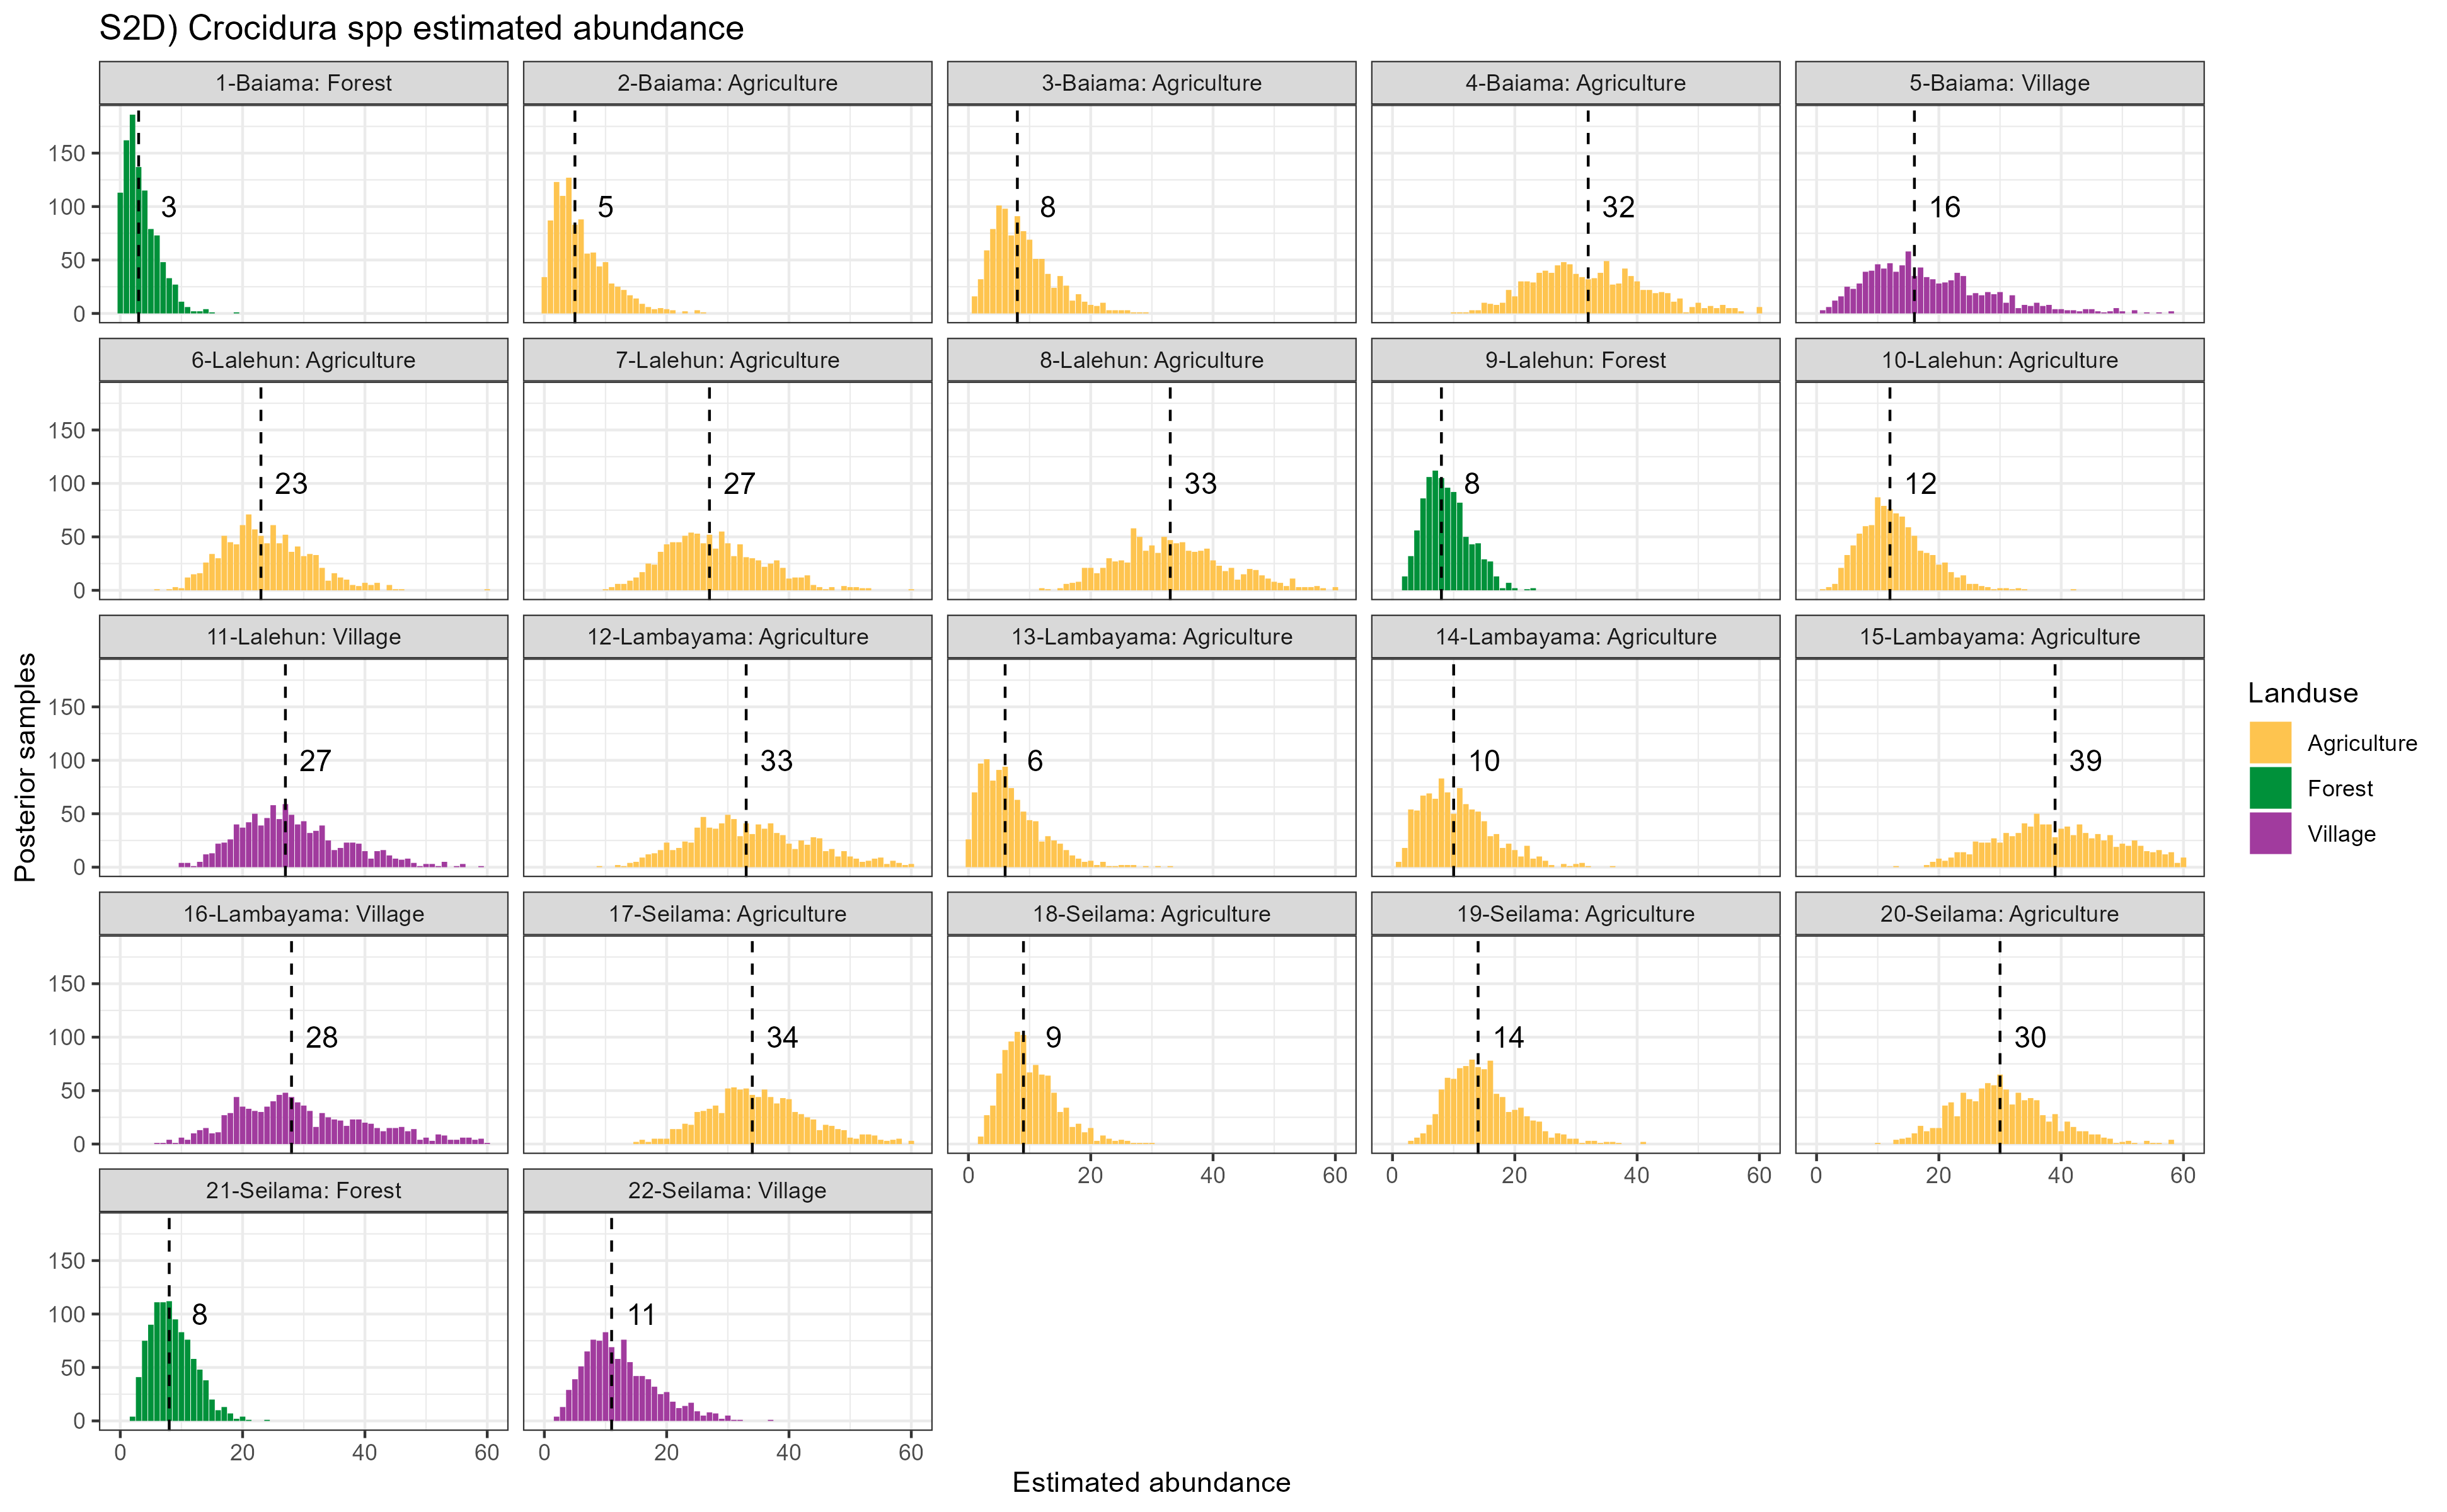 S2D) Crocidura spp estimated abundance
1-Baiama: Forest
2-Baiama: Agriculture
3-Baiama: Agriculture
4-Baiama: Agriculture
5-Baiama: Village
150
100
50
0
3
5
8
32
16
6-Lalehun: Agriculture
7-Lalehun: Agriculture
8-Lalehun: Agriculture
9-Lalehun: Forest
10-Lalehun: Agriculture
150
100
50
0
23
27
33
8
12
11-Lalehun: Village
12-Lambayama: Agriculture
13-Lambayama: Agriculture
14-Lambayama: Agriculture
15-Lambayama: Agriculture
150
100
50
0
27
33
6
10
39
16-Lambayama: Village
17-Seilama: Agriculture
18-Seilama: Agriculture
19-Seilama: Agriculture
20-Seilama: Agriculture
150
100
50
0
28
34
9
14
30
0 20 40 60
0 20 40 60
0 20 40 60
21-Seilama: Forest
22-Seilama: Village
150
100
50
0
8
11
0 20 40 60
0 20 40 60
Estimated abundance
Posterior samples
Landuse
Agriculture
Forest
Village